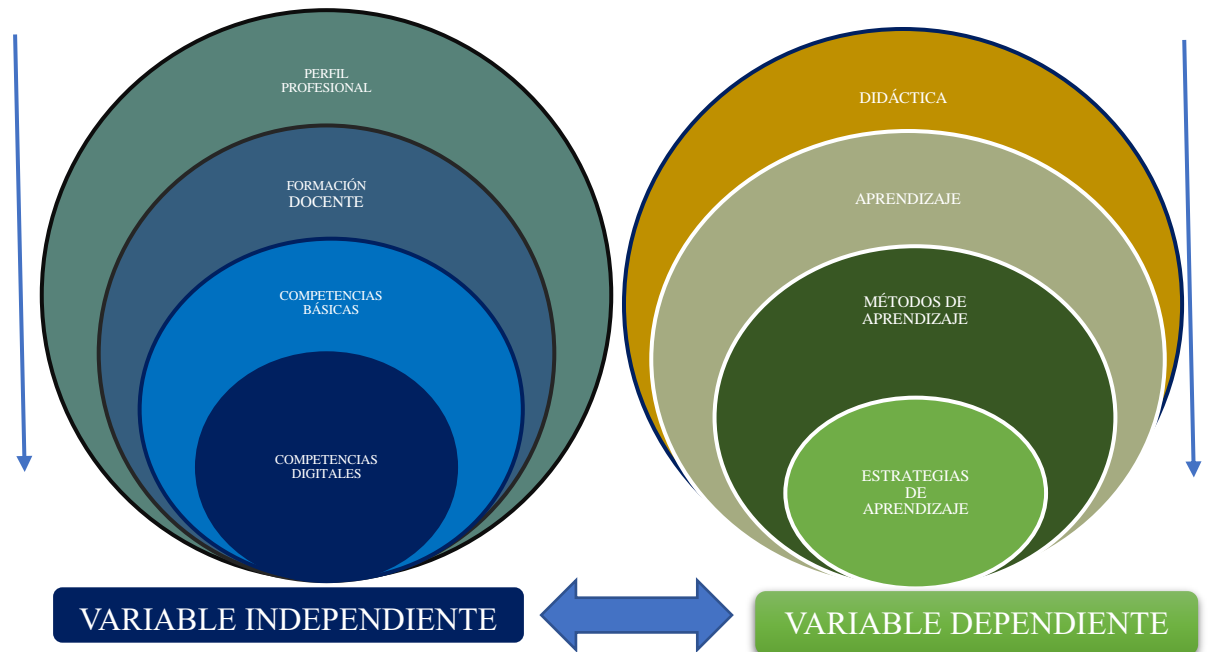 PERFIL
PROFESIONAL
FORMACIÓN
DOCENTE
COMPETENCIAS
BÁSICAS
COMPETENCIAS
DIGITALES
VARIABLE INDEPENDIENTE
DIDÁCTICA
APRENDIZAJE
MÉTODOS DE
APRENDIZAJE
ESTRATEGIAS
DE
APRENDIZAJE
VARIABLE DEPENDIENTE